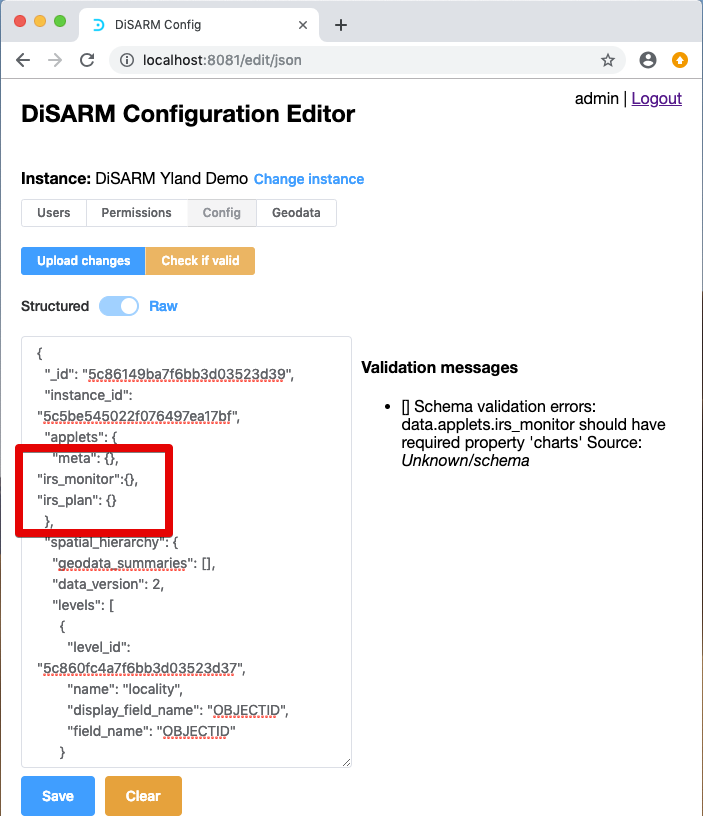 DiSARM Config
localhost:8081/edit/json
admin | Logout
DiSARM Configuration Editor
Instance: DiSARM Yland Demo Change instance
Users Permissions Config Geodata
Upload changes Check if valid
Structured Raw
{
"_id": "5c86149ba7f6bb3d03523d39",
"instance_id":
"5c5be545022f076497ea17bf",
"applets": {
"meta": {},
"irs_monitor":{},
"irs_plan": {}
},
"spatial_hierarchy": {
"geodata_summaries": [],
"data_version": 2,
"levels": [
{
"level_id":
"5c860fc4a7f6bb3d03523d37",
"name": "locality",
"display_field_name": "OBJECTID",
"field_name": "OBJECTID"
}
Validation messages
• [] Schema validation errors:
data.applets.irs_monitor should have
required property 'charts' Source:
Unknown/schema
Save Clear